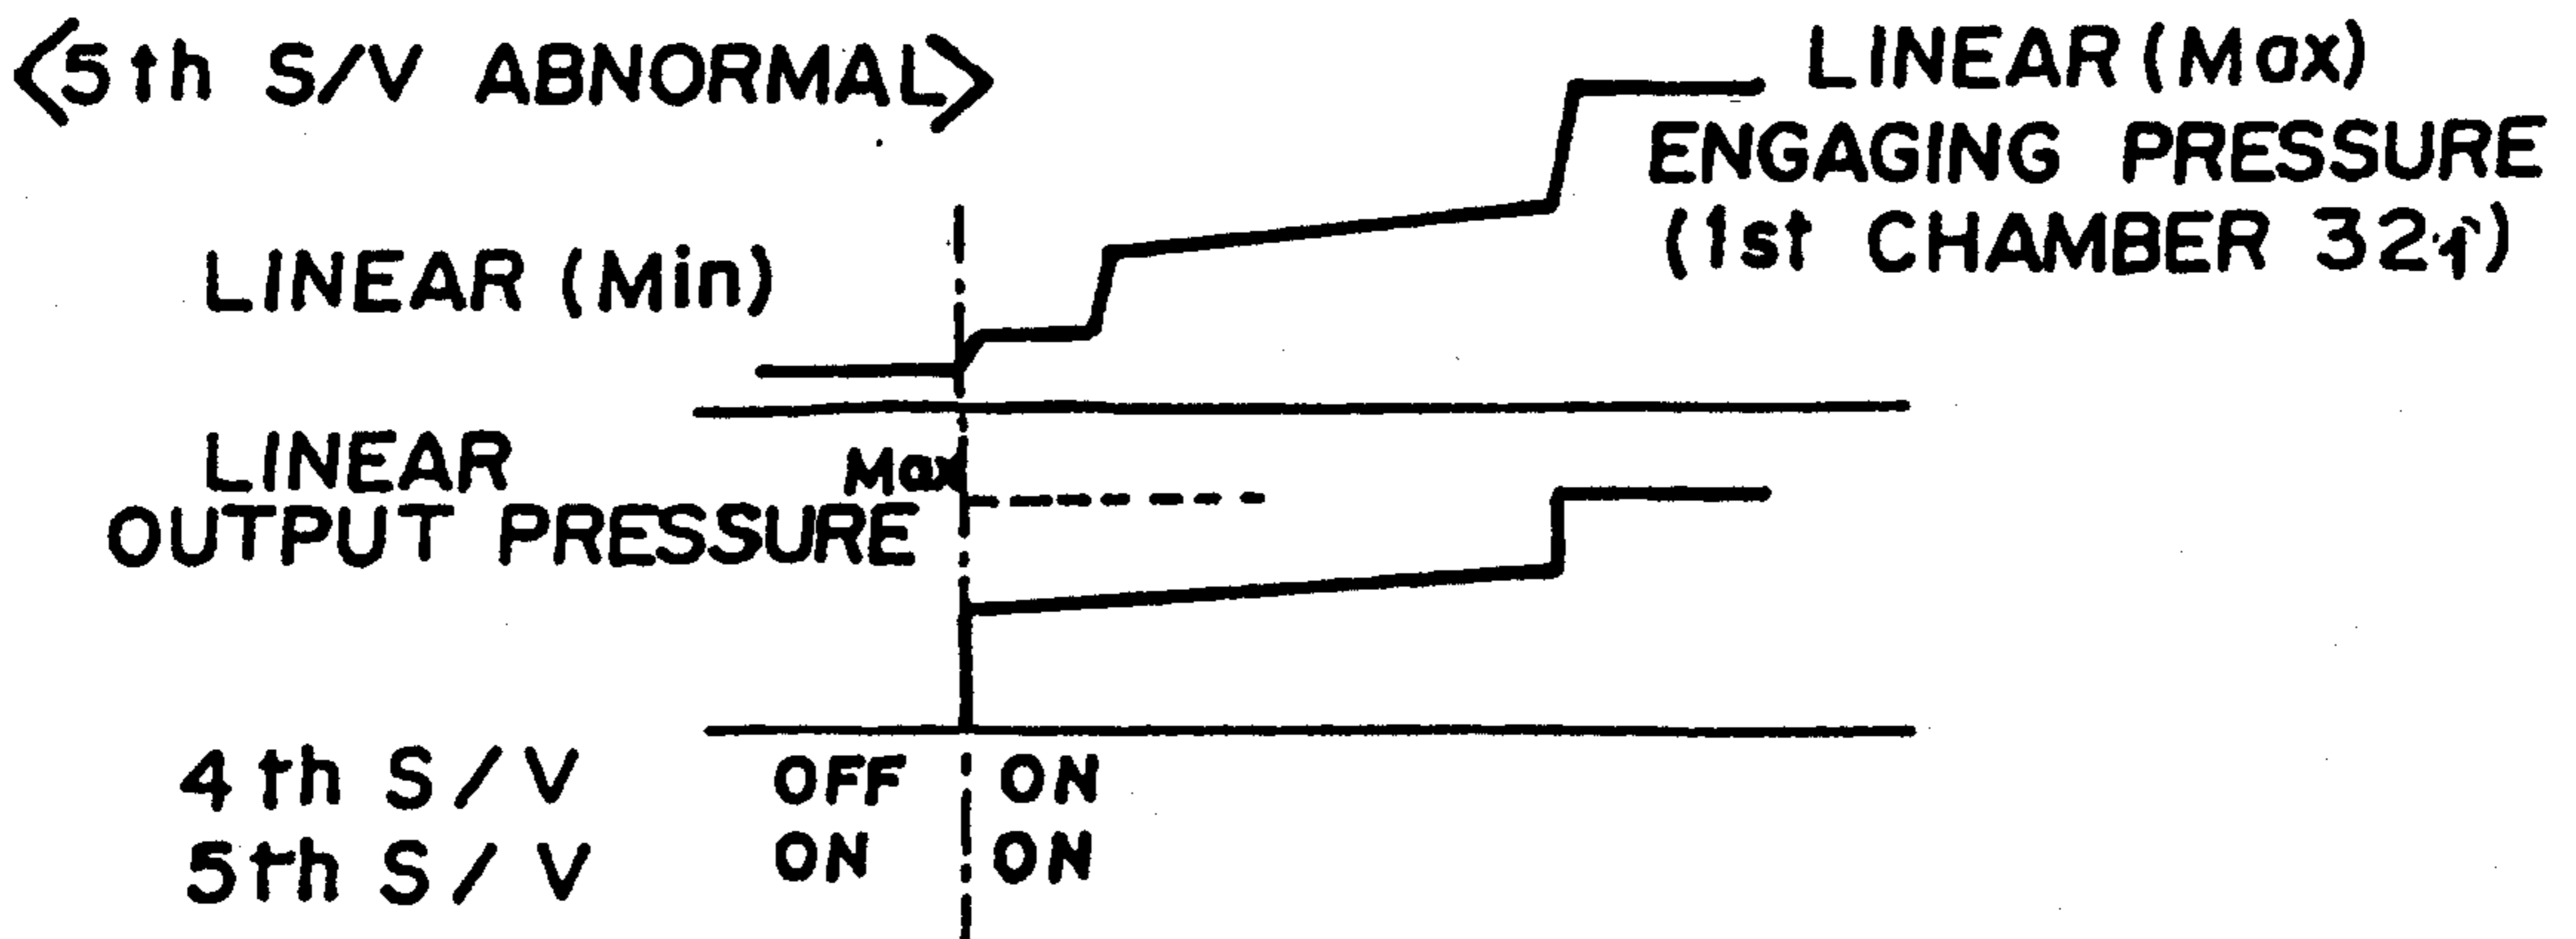 <5th S/V ABNORMAL>
LINEAR (Max)
ENGAGING PRESSURE
(1st CHAMBER 321)
LINEAR (Min)
LINEAR
OUTPUT PRESSURE
Max
4th S/V OFF ON
5th S/V ON ON